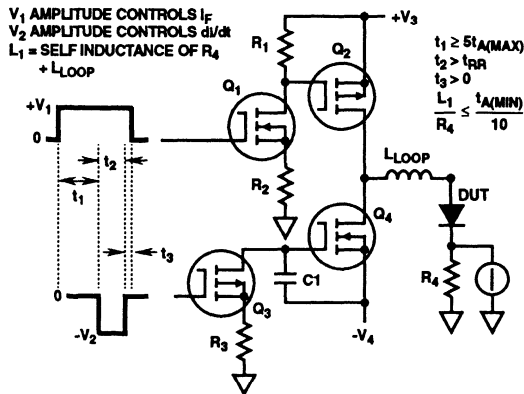 V1 AMPLITUDE CONTROLS IF
V2 AMPLITUDE CONTROLS di/dt
L1 = SELF INDUCTANCE OF R4
+ LLOOP
+V1
0
t2
t1
t3
0
-V2
R1
Q1
Q2
+V3
R2
Q3
R3
C1
Q4
-V4
LLOOP
DUT
R4
t1 ≥ 5tA(MAX)
t2 > tRR
t3 > 0
L1/R4 ≤ tA(MIN)/10